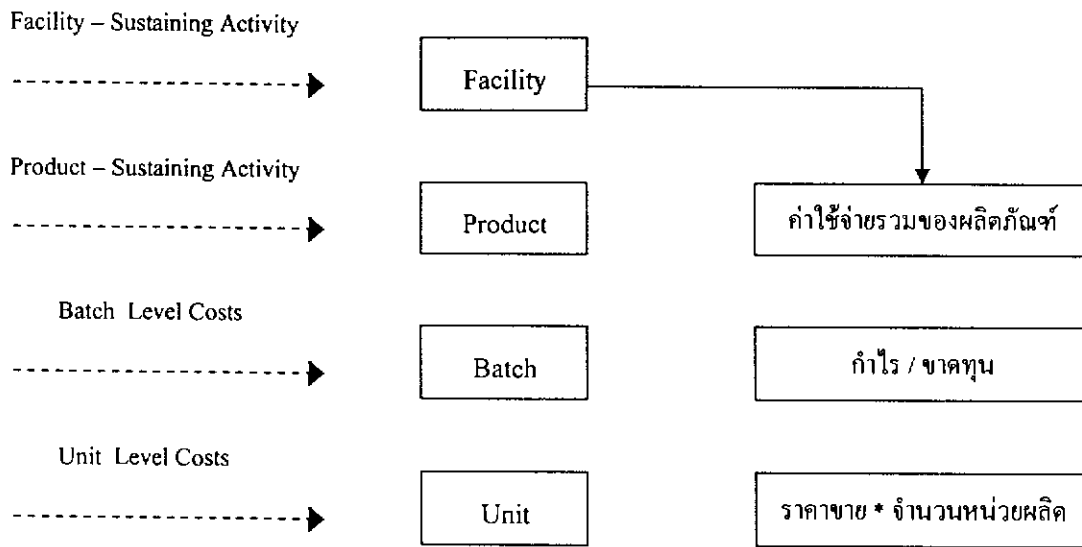 Facility – Sustaining Activity
Facility
Product – Sustaining Activity
Product
ค่าใช้จ่ายรวมของผลิตภัณฑ์
Batch Level Costs
Batch
กำไร / ขาดทุน
Unit Level Costs
Unit
ราคาขาย * จำนวนหน่วยผลิต